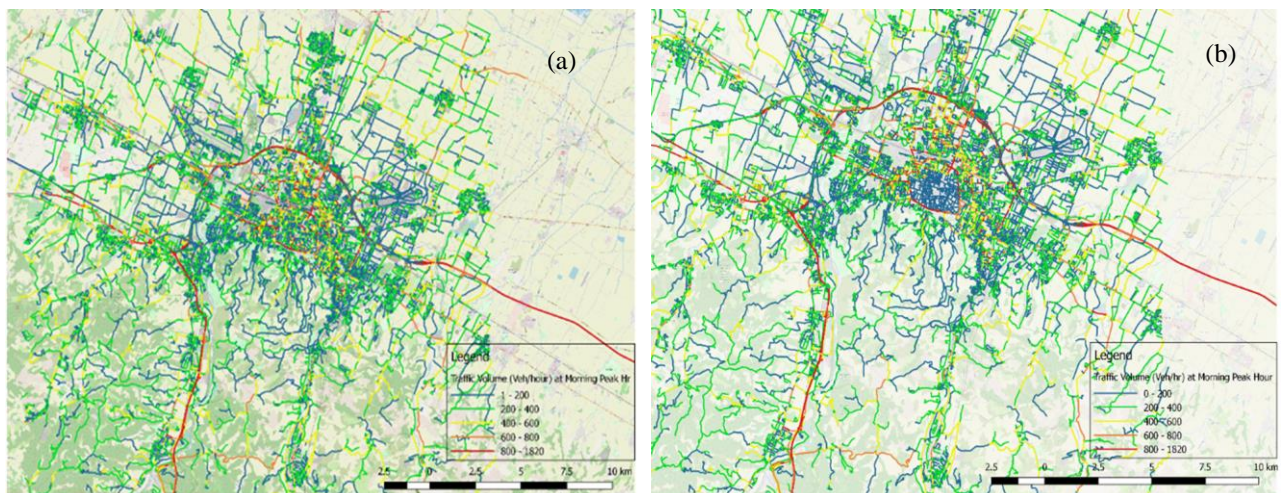 (a)
Legend
Traffic Volume (Veh/hour) at Morning Peak Hr
1 - 200
200 - 400
400 - 600
600 - 800
800 - 1820
2.5 0 2.5 5 7.5 10 km
(b)
Legend
Traffic Volume (Veh/hr) at Morning Peak Hour
0 - 200
200 - 400
400 - 600
600 - 800
800 - 1820
2.5 0 2.5 5 7.5 10 km